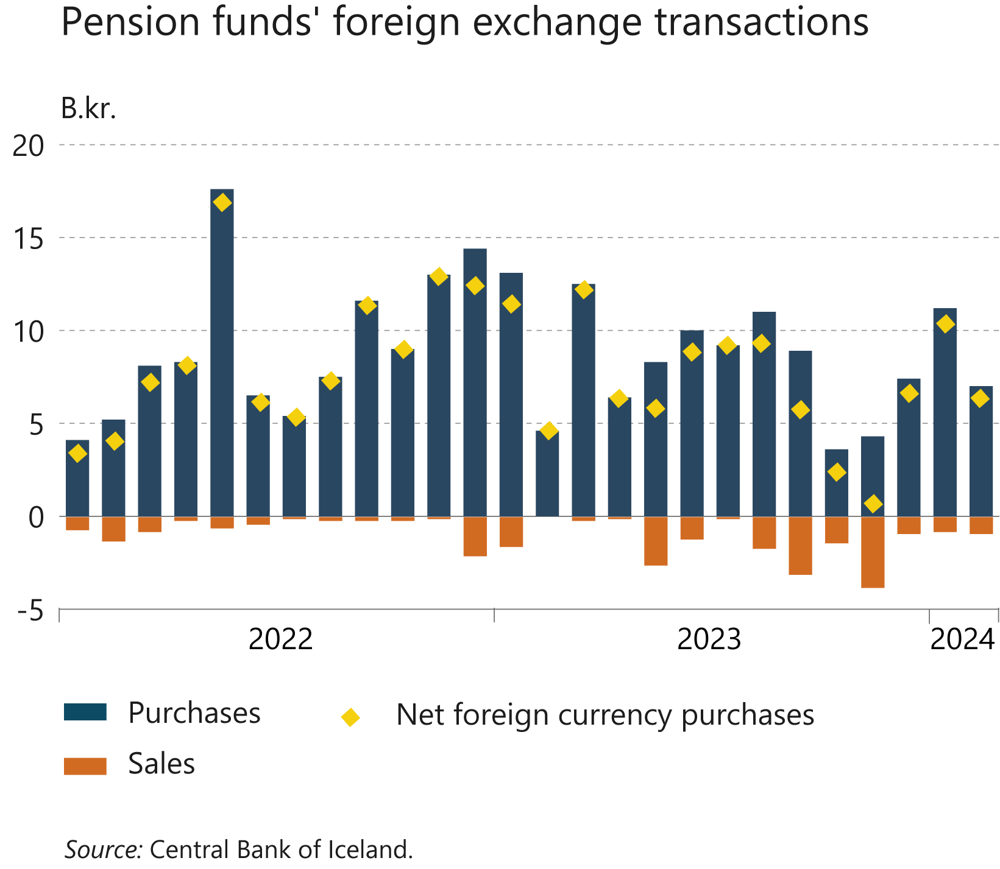 Pension funds' foreign exchange transactions
B.kr.
20
15
10
5
0
-5
2022 2023 2024
Purchases Net foreign currency purchases
Sales
Source: Central Bank of Iceland.